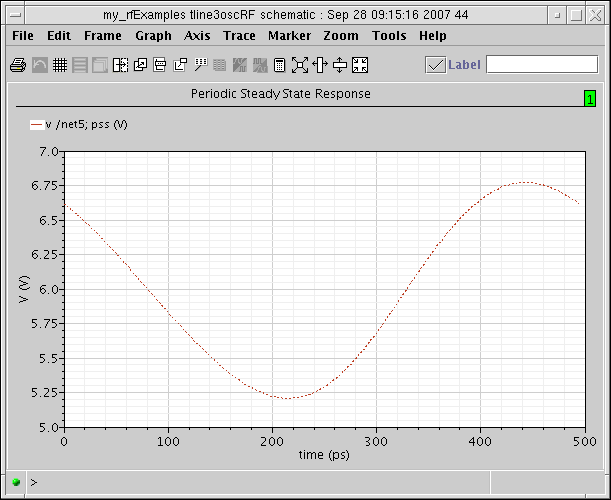 my_rfExamples tline3oscRF schematic : Sep 28 09:15:16 2007 44
File Edit Frame Graph Axis Trace Marker Zoom Tools Help
Label
Periodic Steady State Response
1
v /net5; pss (V)
7.0
6.75
6.5
6.25
6.0
5.75
5.5
5.25
5.0
V (V)
0 100 200 300 400 500
time (ps)
>